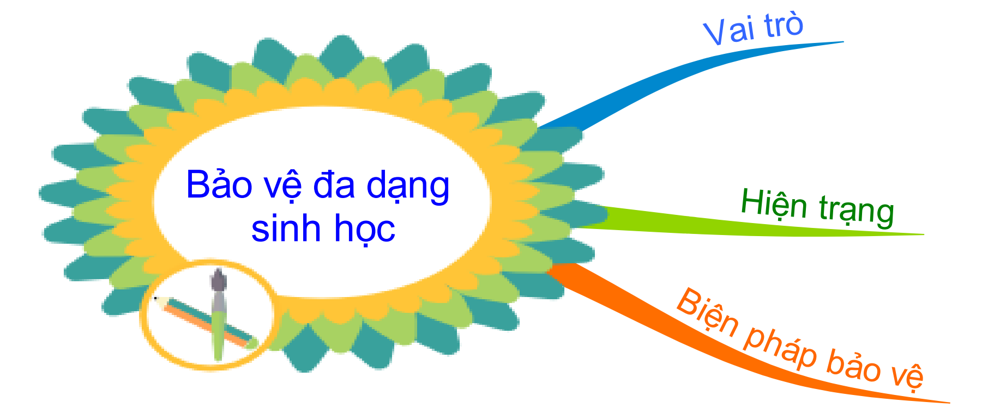 Vai trò
Bảo vệ đa dạng
sinh học
Hiện trạng
Biện pháp bảo vệ